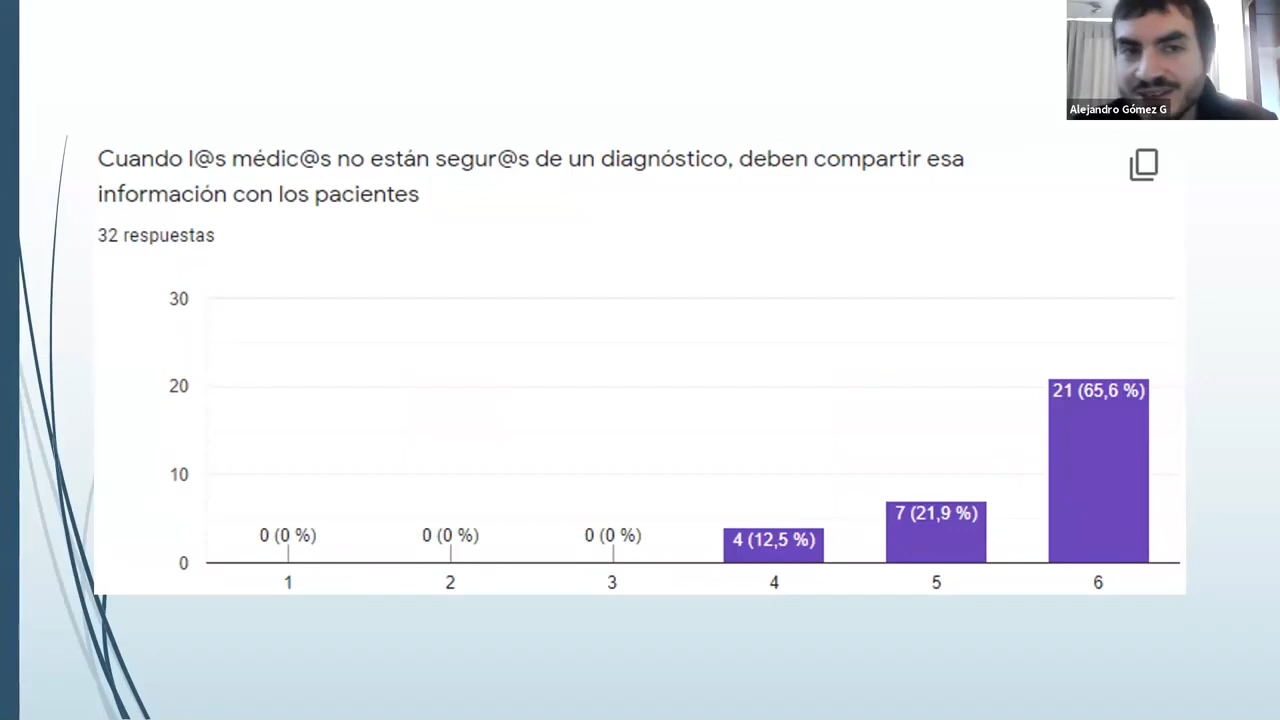 Alejandro Gómez G
Cuando l@s médic@s no están segur@s de un diagnóstico, deben compartir esa
información con los pacientes
32 respuestas
30
20
10
0
0 (0 %)
0 (0 %)
0 (0 %)
4 (12,5 %)
7 (21,9 %)
21 (65,6 %)
1
2
3
4
5
6